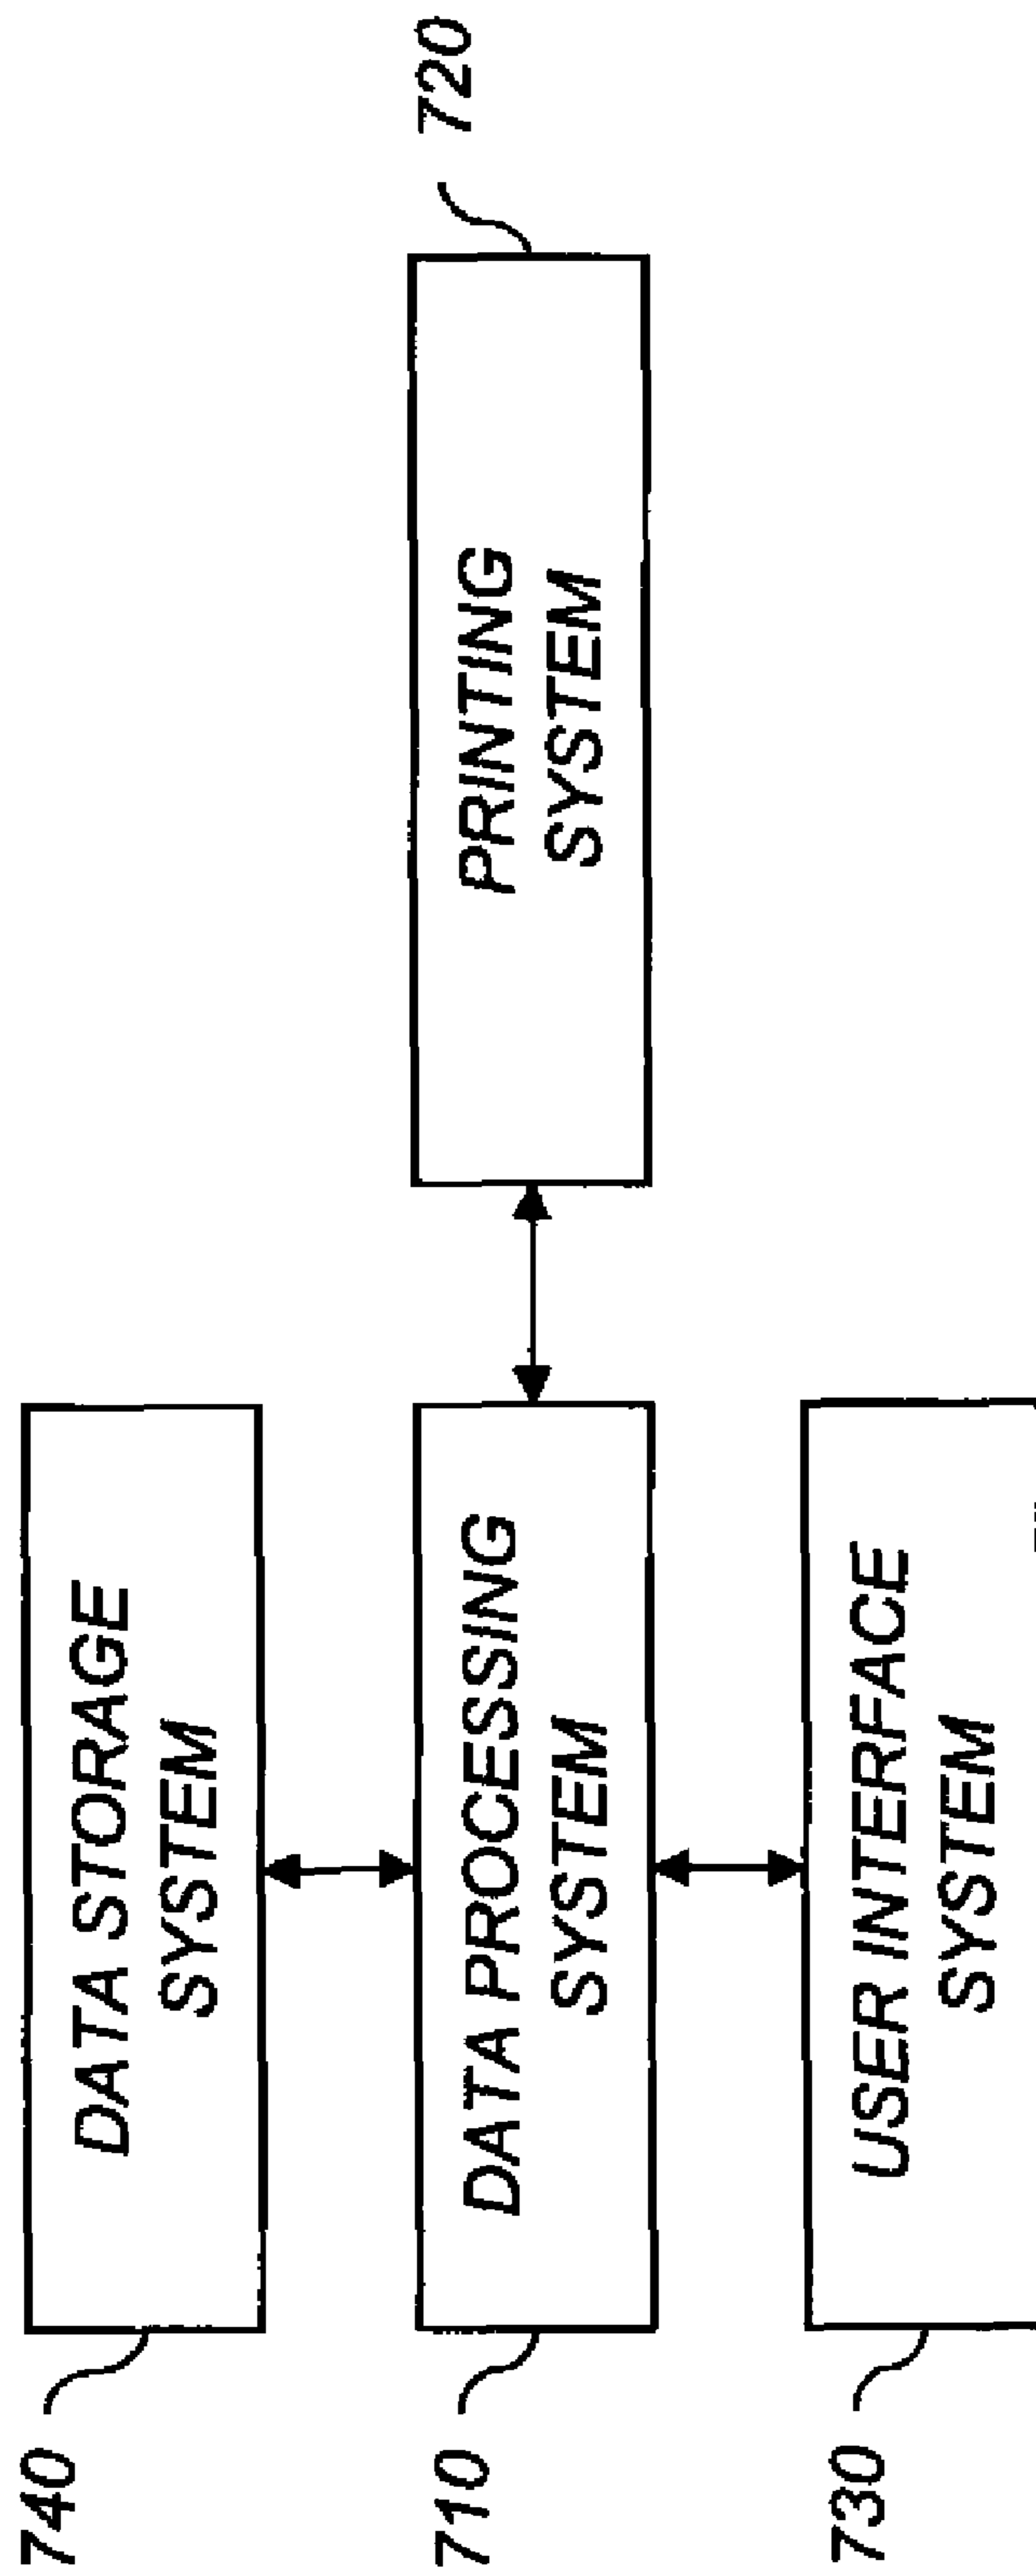 740
DATA STORAGE
SYSTEM
710
DATA PROCESSING
SYSTEM
PRINTING
SYSTEM
720
730
USER INTERFACE
SYSTEM